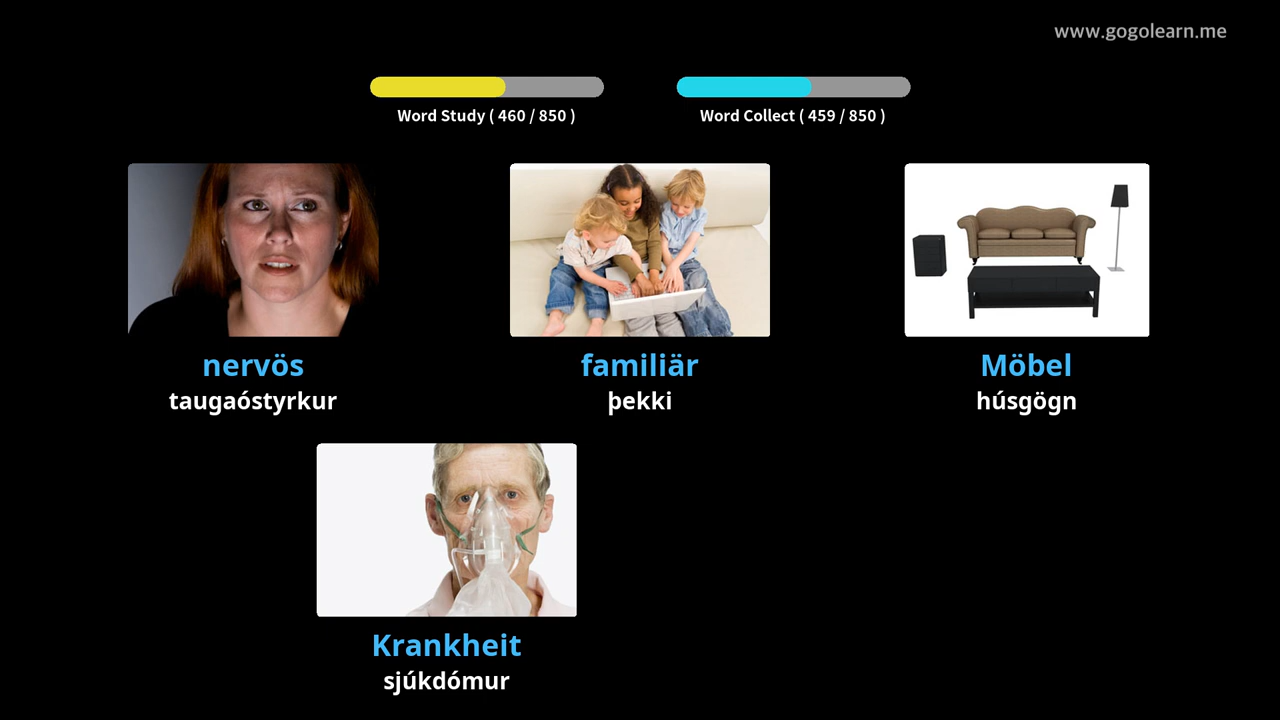 www.gogolearn.me
Word Study ( 460 / 850 )
Word Collect ( 459 / 850 )
nervös
taugaóstyrkur
familiär
þekki
Möbel
húsgögn
Krankheit
sjúkdómur